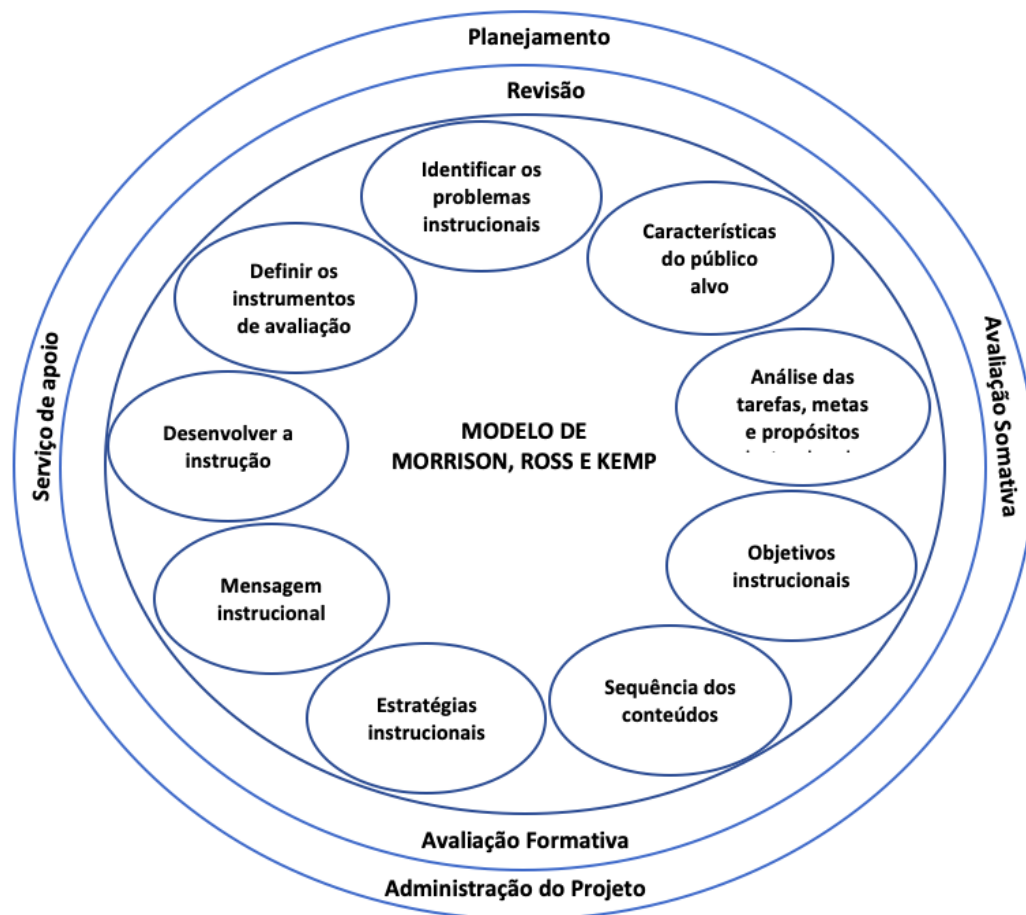 Planejamento
Revisão
Identificar os
problemas
instrucionais
Características
do público
alvo
Análise das
tarefas, metas
e propósitos
Objetivos
instrucionais
Sequência dos
conteúdos
Estratégias
instrucionais
Mensagem
instrucional
Desenvolver a
instrução
Definir os
instrumentos
de avaliação
MODELO DE
MORRISON, ROSS E KEMP
Serviço de apoio
Avaliação Somativa
Avaliação Formativa
Administração do Projeto